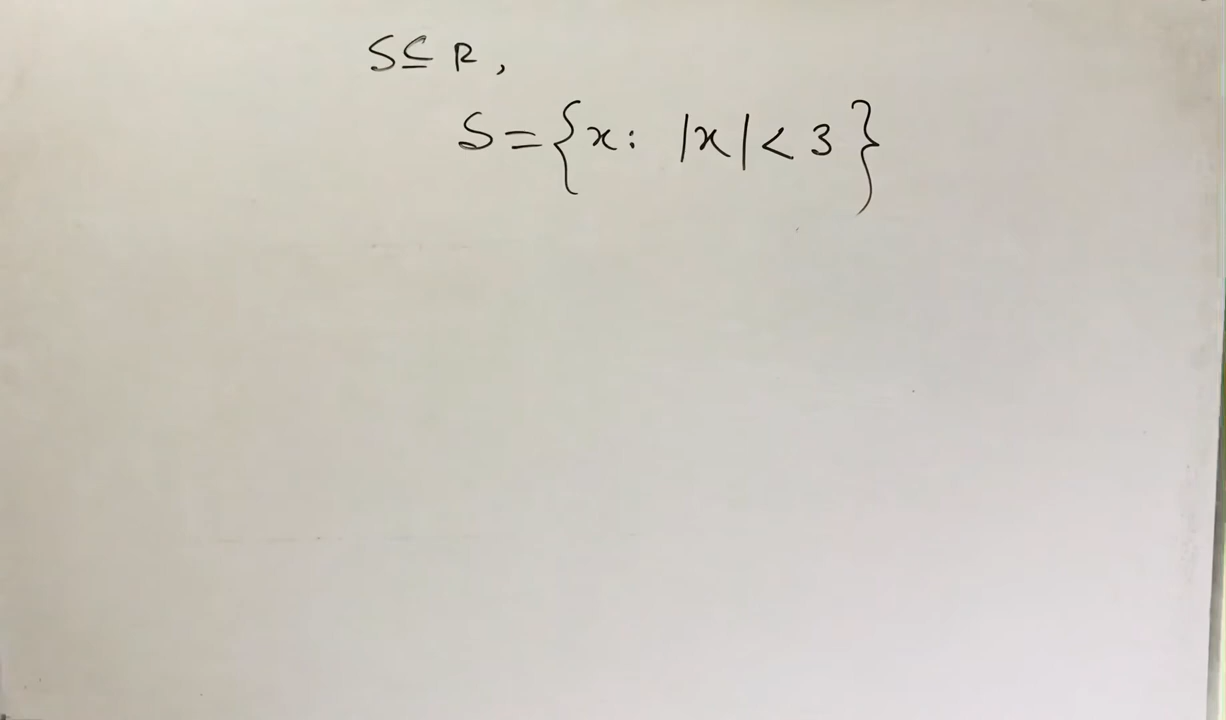 S ⊆ R,
S = {x: |x| < 3}